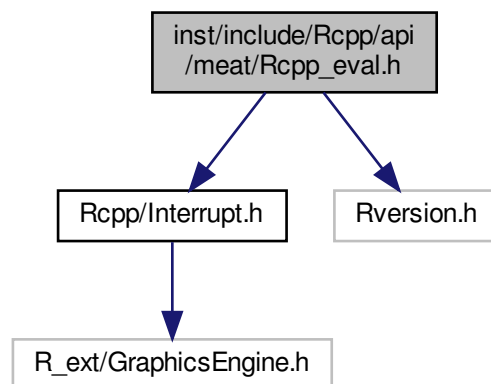 inst/include/Rcpp/api
/meat/Rcpp_eval.h
Rcpp/Interrupt.h
Rversion.h
R_ext/GraphicsEngine.h